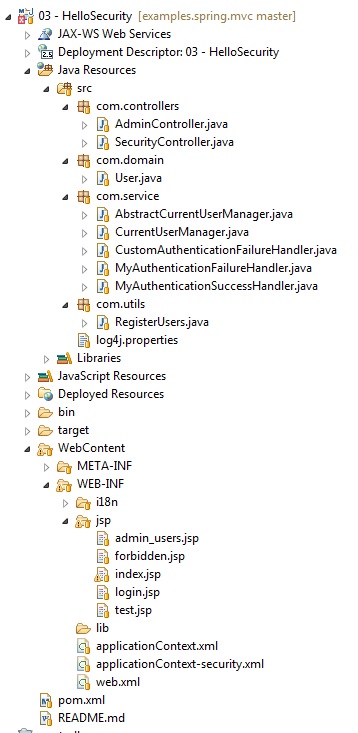 03 - HelloSecurity [examples.spring.mvc master]
JAX-WS Web Services
Deployment Descriptor: 03 - HelloSecurity
Java Resources
src
com.controllers
AdminController.java
SecurityController.java
com.domain
User.java
com.service
AbstractCurrentUserManager.java
CurrentUserManager.java
CustomAuthenticationFailureHandler.java
MyAuthenticationFailureHandler.java
MyAuthenticationSuccessHandler.java
com.utils
RegisterUsers.java
log4j.properties
Libraries
JavaScript Resources
Deployed Resources
bin
target
WebContent
META-INF
WEB-INF
i18n
jsp
admin_users.jsp
forbidden.jsp
index.jsp
login.jsp
test.jsp
lib
applicationContext.xml
applicationContext-security.xml
web.xml
pom.xml
README.md